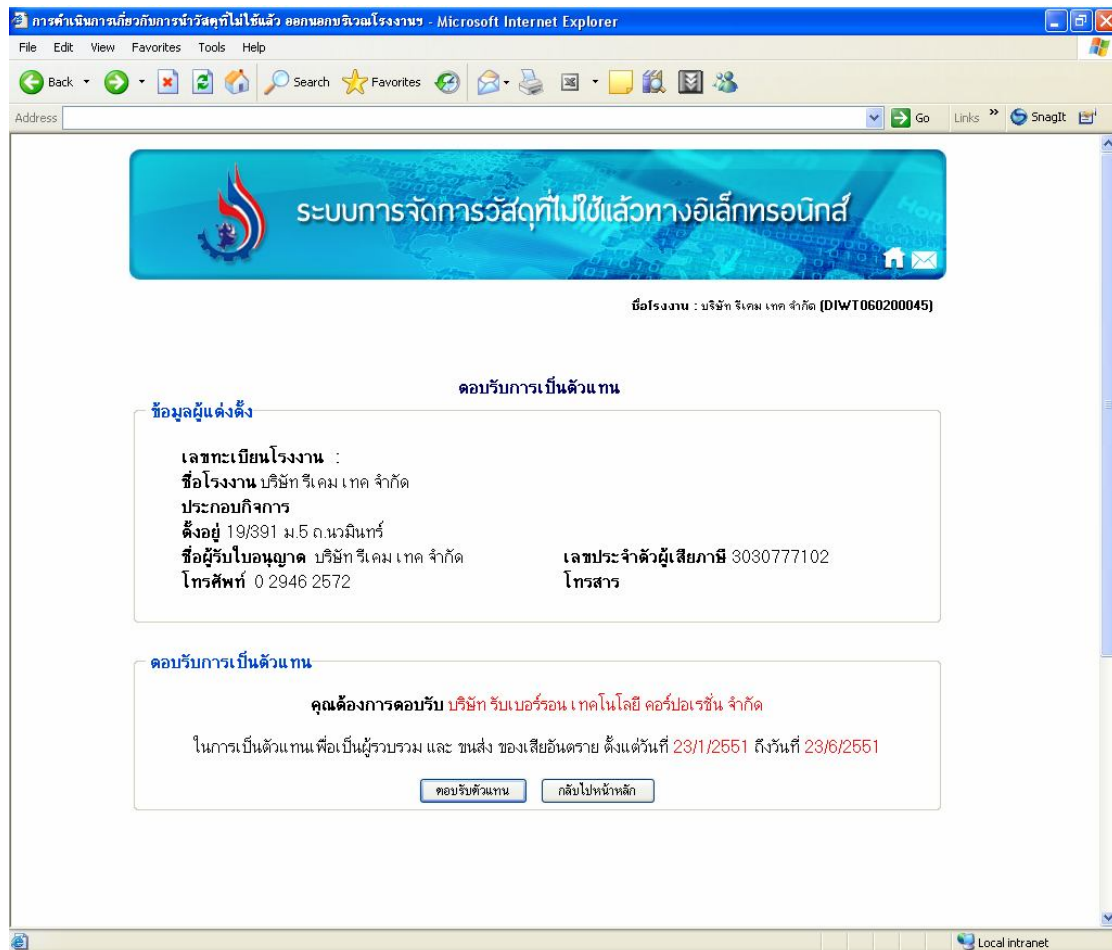 การดำเนินการเกี่ยวกับการนำวัสดุที่ไม่ใช้แล้ว ออกนอกบริเวณโรงงานฯ - Microsoft Internet Explorer
File Edit View Favorites Tools Help
Back Search Favorites
Address Go Links » SnagIt
ระบบการจัดการวัสดุที่ไม่ใช้แล้วทางอิเล็กทรอนิกส์
ชื่อโรงงาน : บริษัท รีเคม เทค จำกัด (DIWT060200045)
ตอบรับการเป็นตัวแทน
ข้อมูลผู้แต่งตั้ง
เลขทะเบียนโรงงาน :
ชื่อโรงงาน บริษัท รีเคม เทค จำกัด
ประกอบกิจการ
ตั้งอยู่ 19/391 ม.5 ถ.นวมินทร์
ชื่อผู้รับใบอนุญาต บริษัท รีเคม เทค จำกัด เลขประจำตัวผู้เสียภาษี 3030777102
โทรศัพท์ 0 2946 2572 โทรสาร
ตอบรับการเป็นตัวแทน
คุณต้องการตอบรับ บริษัท รับเบอร์รอน เทคโนโลยี คอร์ปอเรชั่น จำกัด
ในการเป็นตัวแทนเพื่อเป็นผู้รวบรวม และ ขนส่ง ของเสียอันตราย ตั้งแต่วันที่ 23/1/2551 ถึงวันที่ 23/6/2551
ตอบรับตัวแทน กลับไปหน้าหลัก
Local intranet